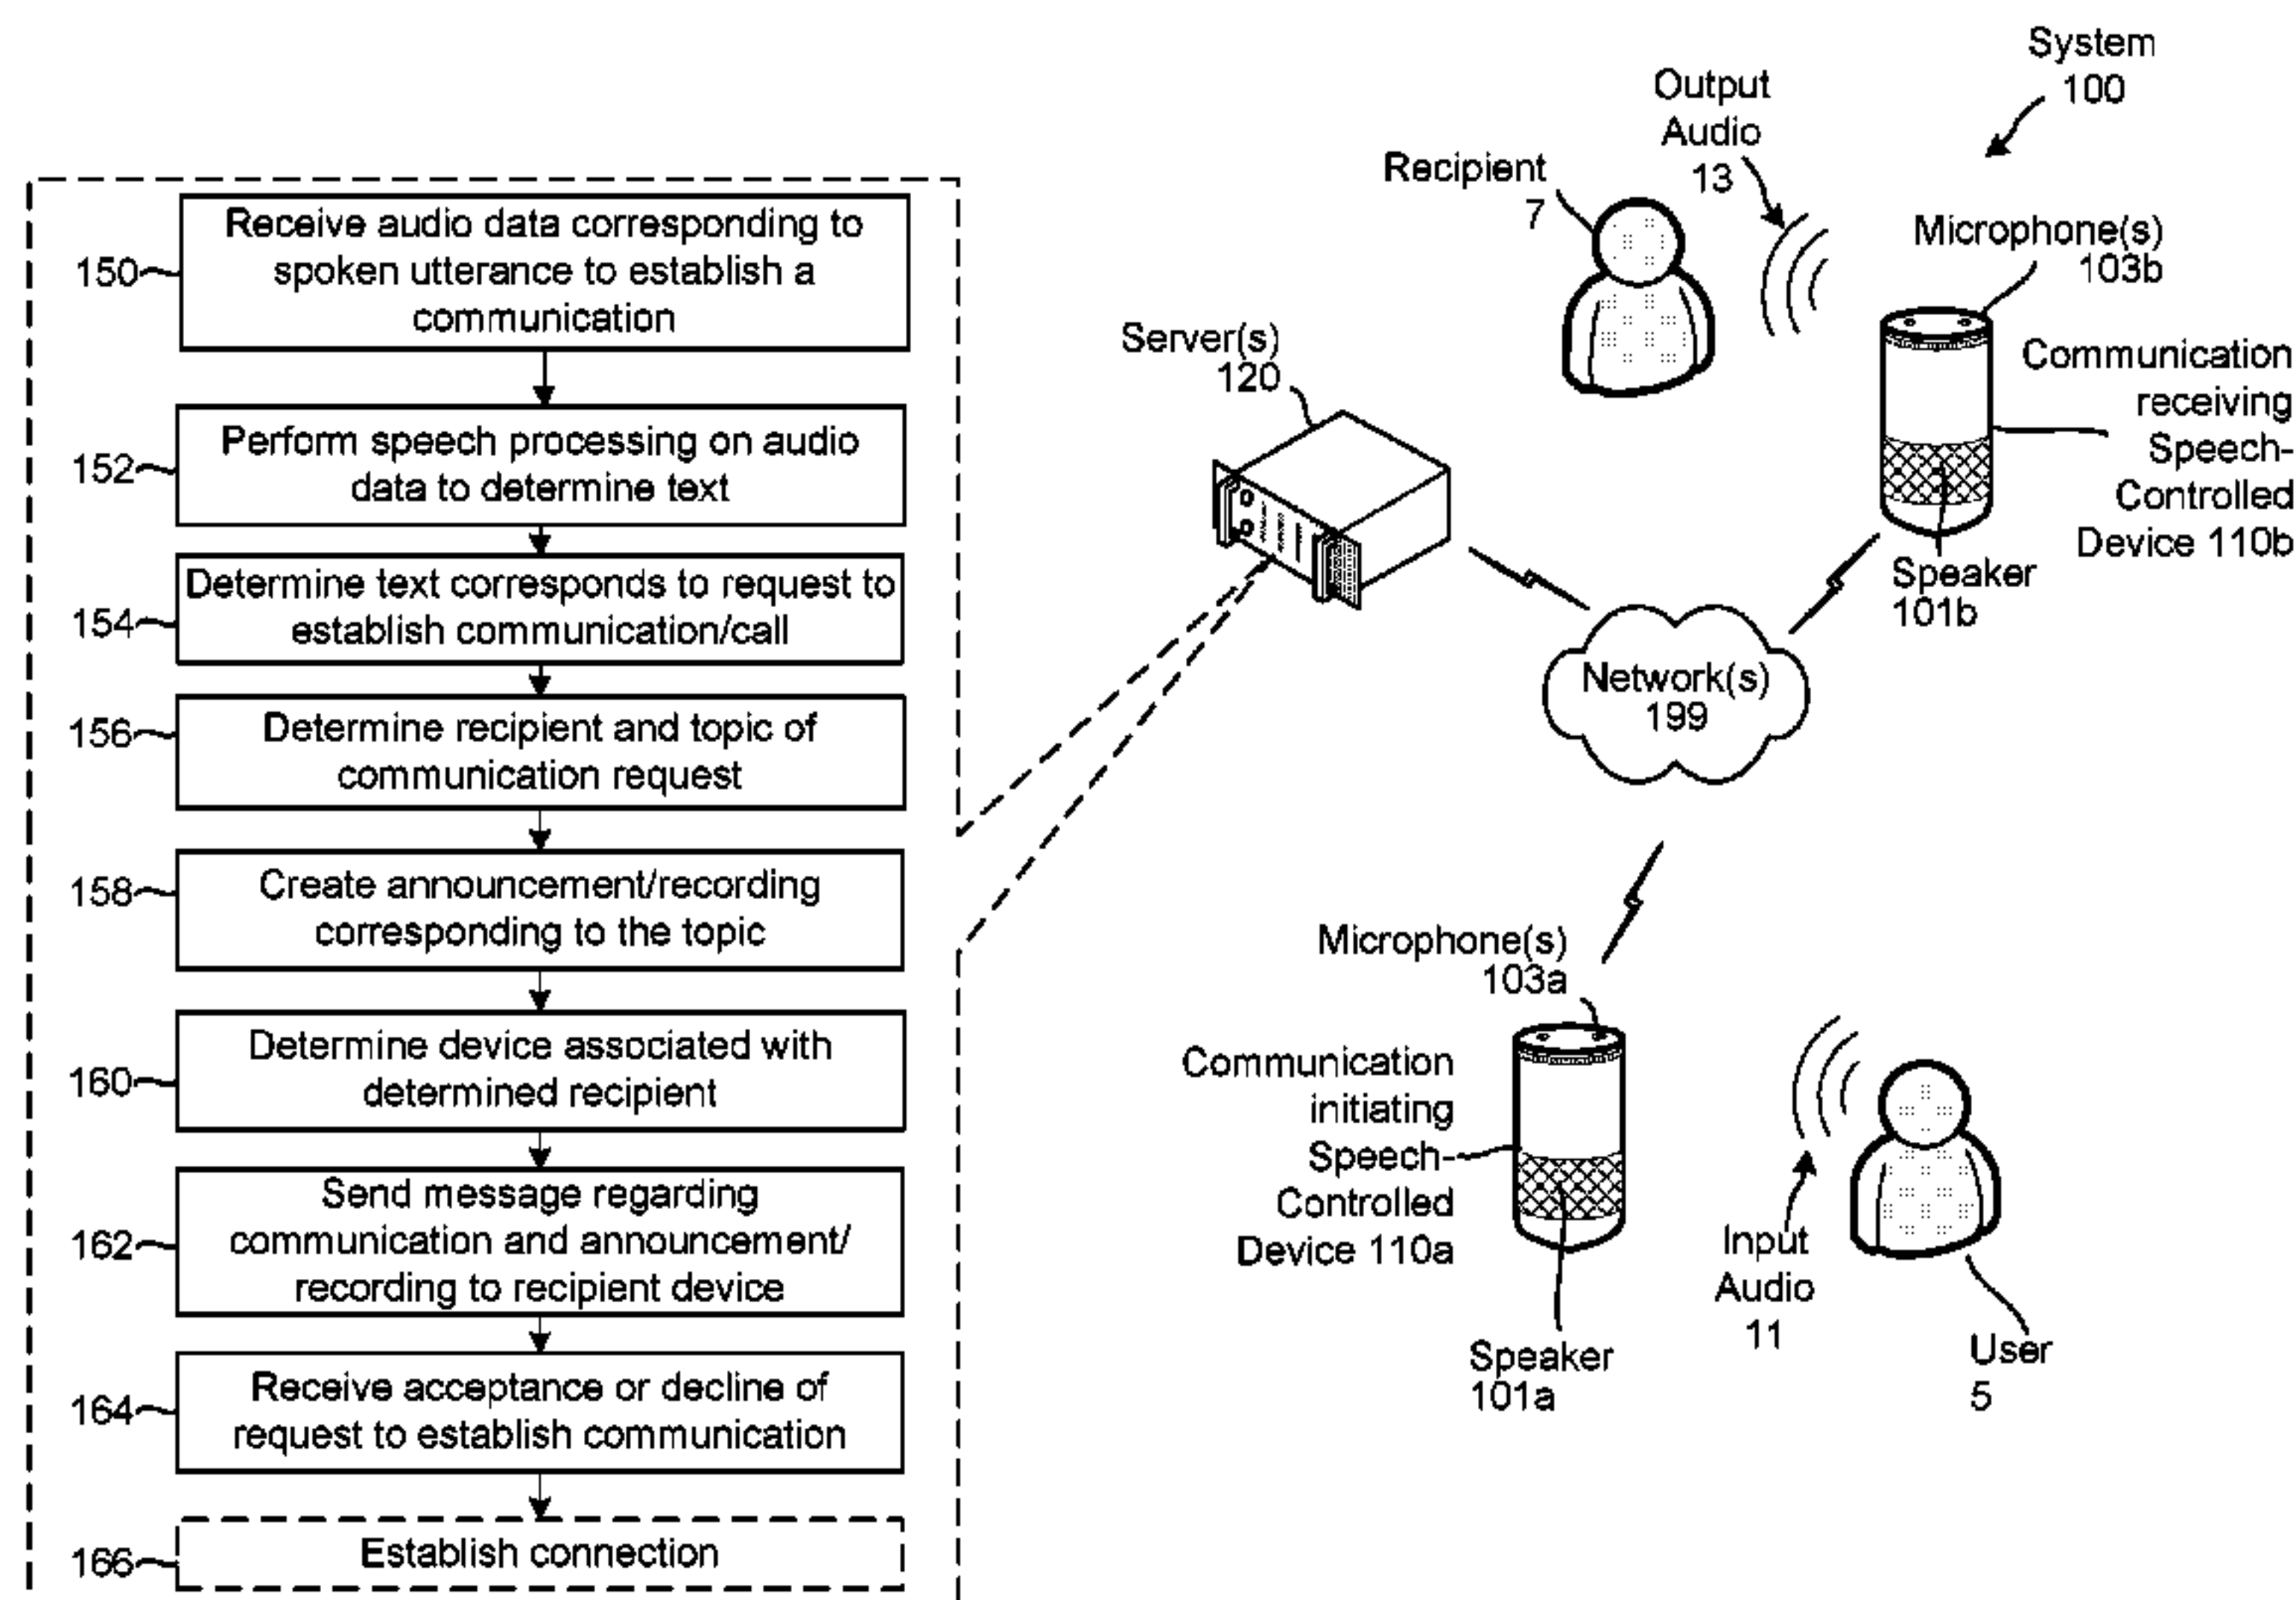 150
Receive audio data corresponding to
spoken utterance to establish a
communication
152
Perform speech processing on audio
data to determine text
154
Determine text corresponds to request to
establish communication/call
156
Determine recipient and topic of
communication request
158
Create announcement/recording
corresponding to the topic
160
Determine device associated with
determined recipient
162
Send message regarding
communication and announcement/
recording to recipient device
164
Receive acceptance or decline of
request to establish communication
166
Establish connection
System
100
Output
Audio
13
Recipient
7
Microphone(s)
103b
Server(s)
120
Communication
receiving
Speech-
Controlled
Device 110b
Speaker
101b
Network(s)
199
Microphone(s)
103a
Communication
initiating
Speech-
Controlled
Device 110a
Speaker
101a
Input
Audio
11
User
5